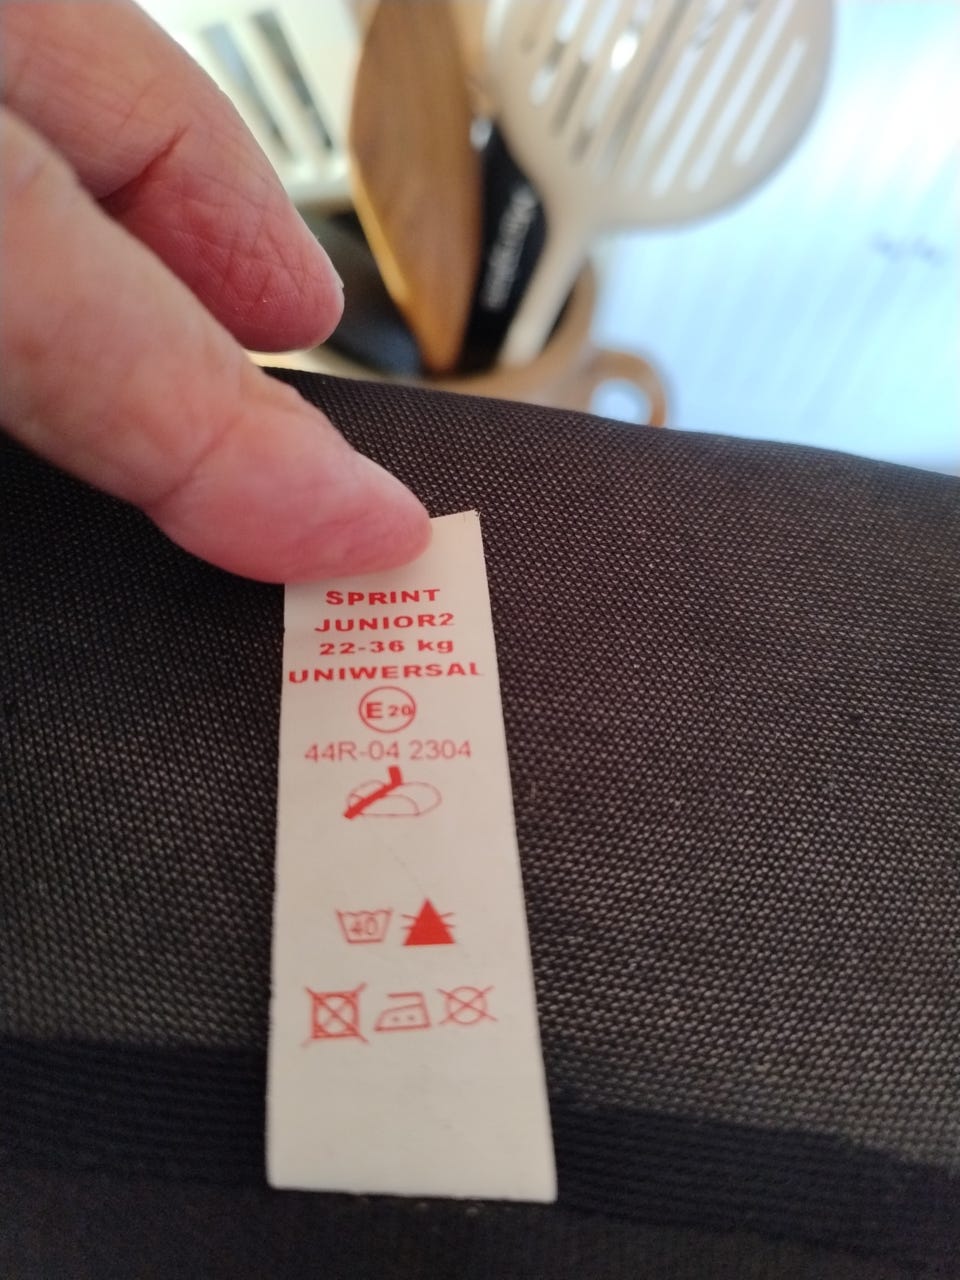 SPRINT
JUNIOR2
22-36 kg
UNIWERSAL
E20
44R-04 2304
40